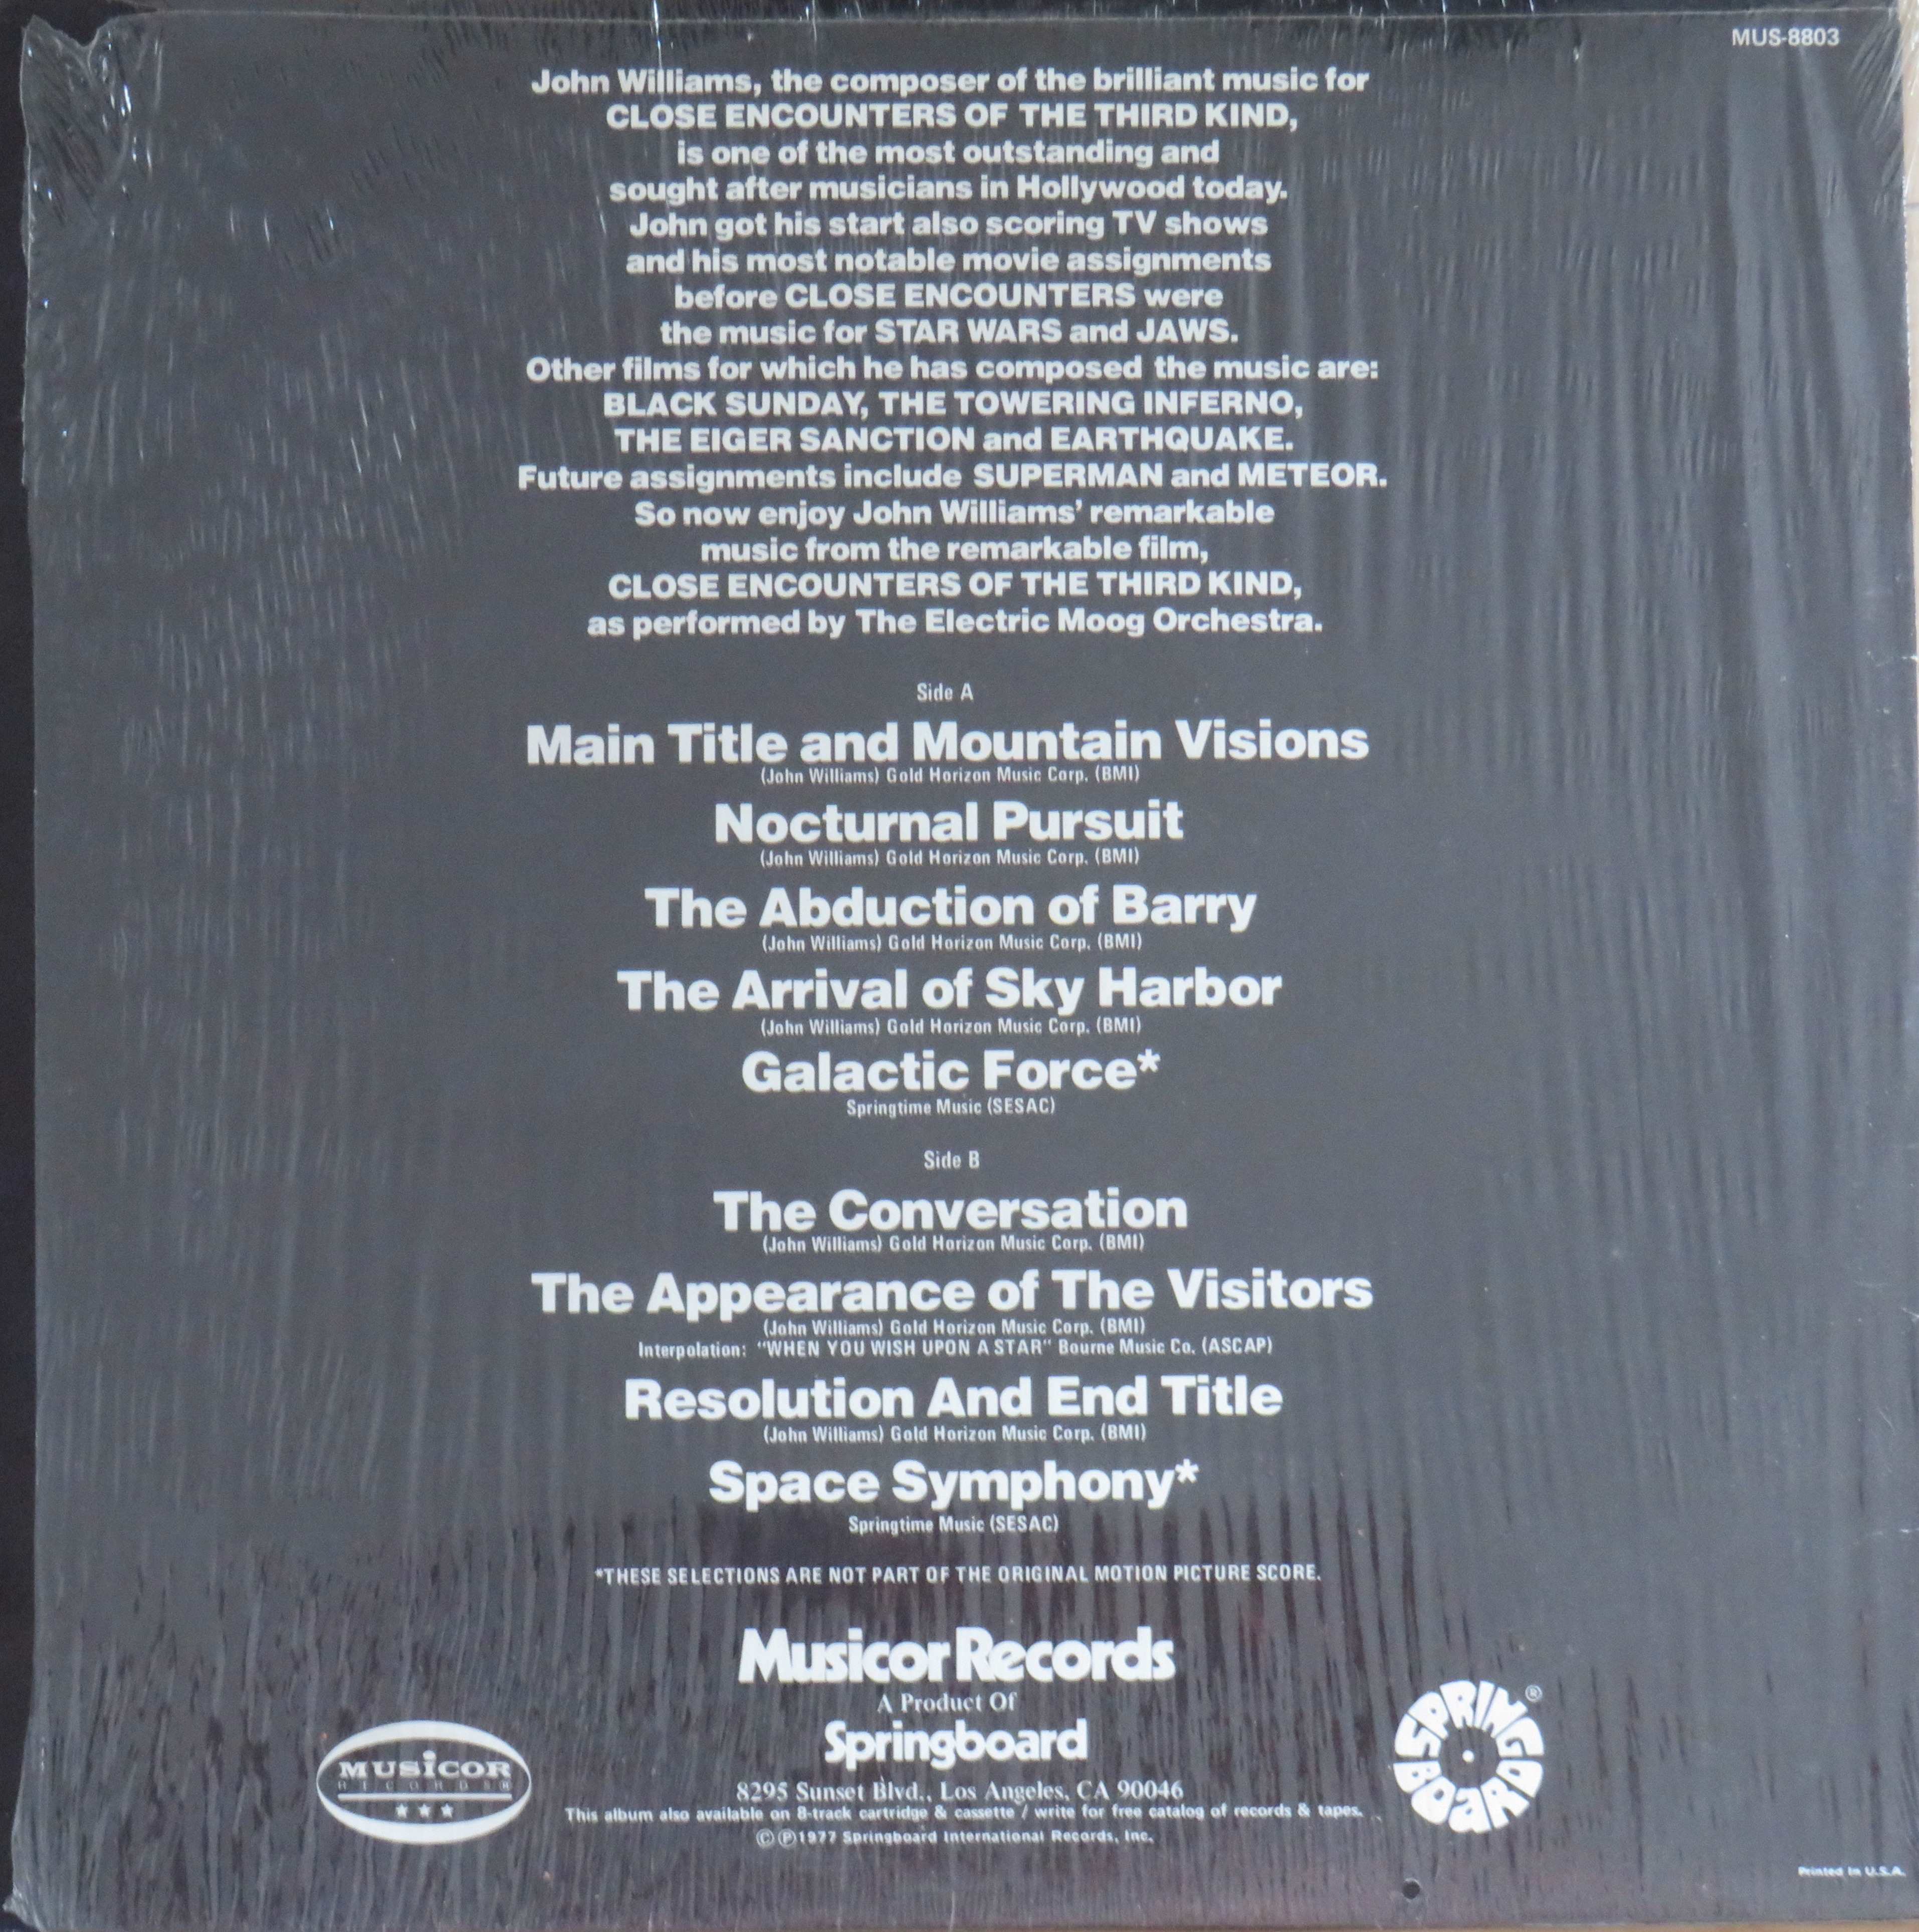 MUS-8803
John Williams, the composer of the brilliant music for
CLOSE ENCOUNTERS OF THE THIRD KIND,
is one of the most outstanding and
sought after musicians in Hollywood today.
John got his start also scoring TV shows
and his most notable movie assignments
before CLOSE ENCOUNTERS were
the music for STAR WARS and JAWS.
Other films for which he has composed the music are:
BLACK SUNDAY, THE TOWERING INFERNO,
THE EIGER SANCTION and EARTHQUAKE.
Future assignments include SUPERMAN and METEOR.
So now enjoy John Williams' remarkable
music from the remarkable film,
CLOSE ENCOUNTERS OF THE THIRD KIND,
as performed by The Electric Moog Orchestra.
Side A
Main Title and Mountain Visions
(John Williams) Gold Horizon Music Corp. (BMI)
Nocturnal Pursuit
(John Williams) Gold Horizon Music Corp. (BMI)
The Abduction of Barry
(John Williams) Gold Horizon Music Corp. (BMI)
The Arrival of Sky Harbor
(John Williams) Gold Horizon Music Corp. (BMI)
Galactic Force*
Springtime Music (SESAC)
Side B
The Conversation
(John Williams) Gold Horizon Music Corp. (BMI)
The Appearance of The Visitors
(John Williams) Gold Horizon Music Corp. (BMI)
Interpolation: "WHEN YOU WISH UPON A STAR" Bourne Music Co. (ASCAP)
Resolution And End Title
(John Williams) Gold Horizon Music Corp. (BMI)
Space Symphony*
Springtime Music (SESAC)
*THESE SELECTIONS ARE NOT PART OF THE ORIGINAL MOTION PICTURE SCORE.
Musicor Records
A Product Of
Springboard
8295 Sunset Blvd., Los Angeles, CA 90046
This album also available on 8-track cartridge & cassette / write for free catalog of records & tapes.
©℗1977 Springboard International Records, Inc.
MUSICOR
RECORDS®
SPRINGBOARD®
Printed in U.S.A.